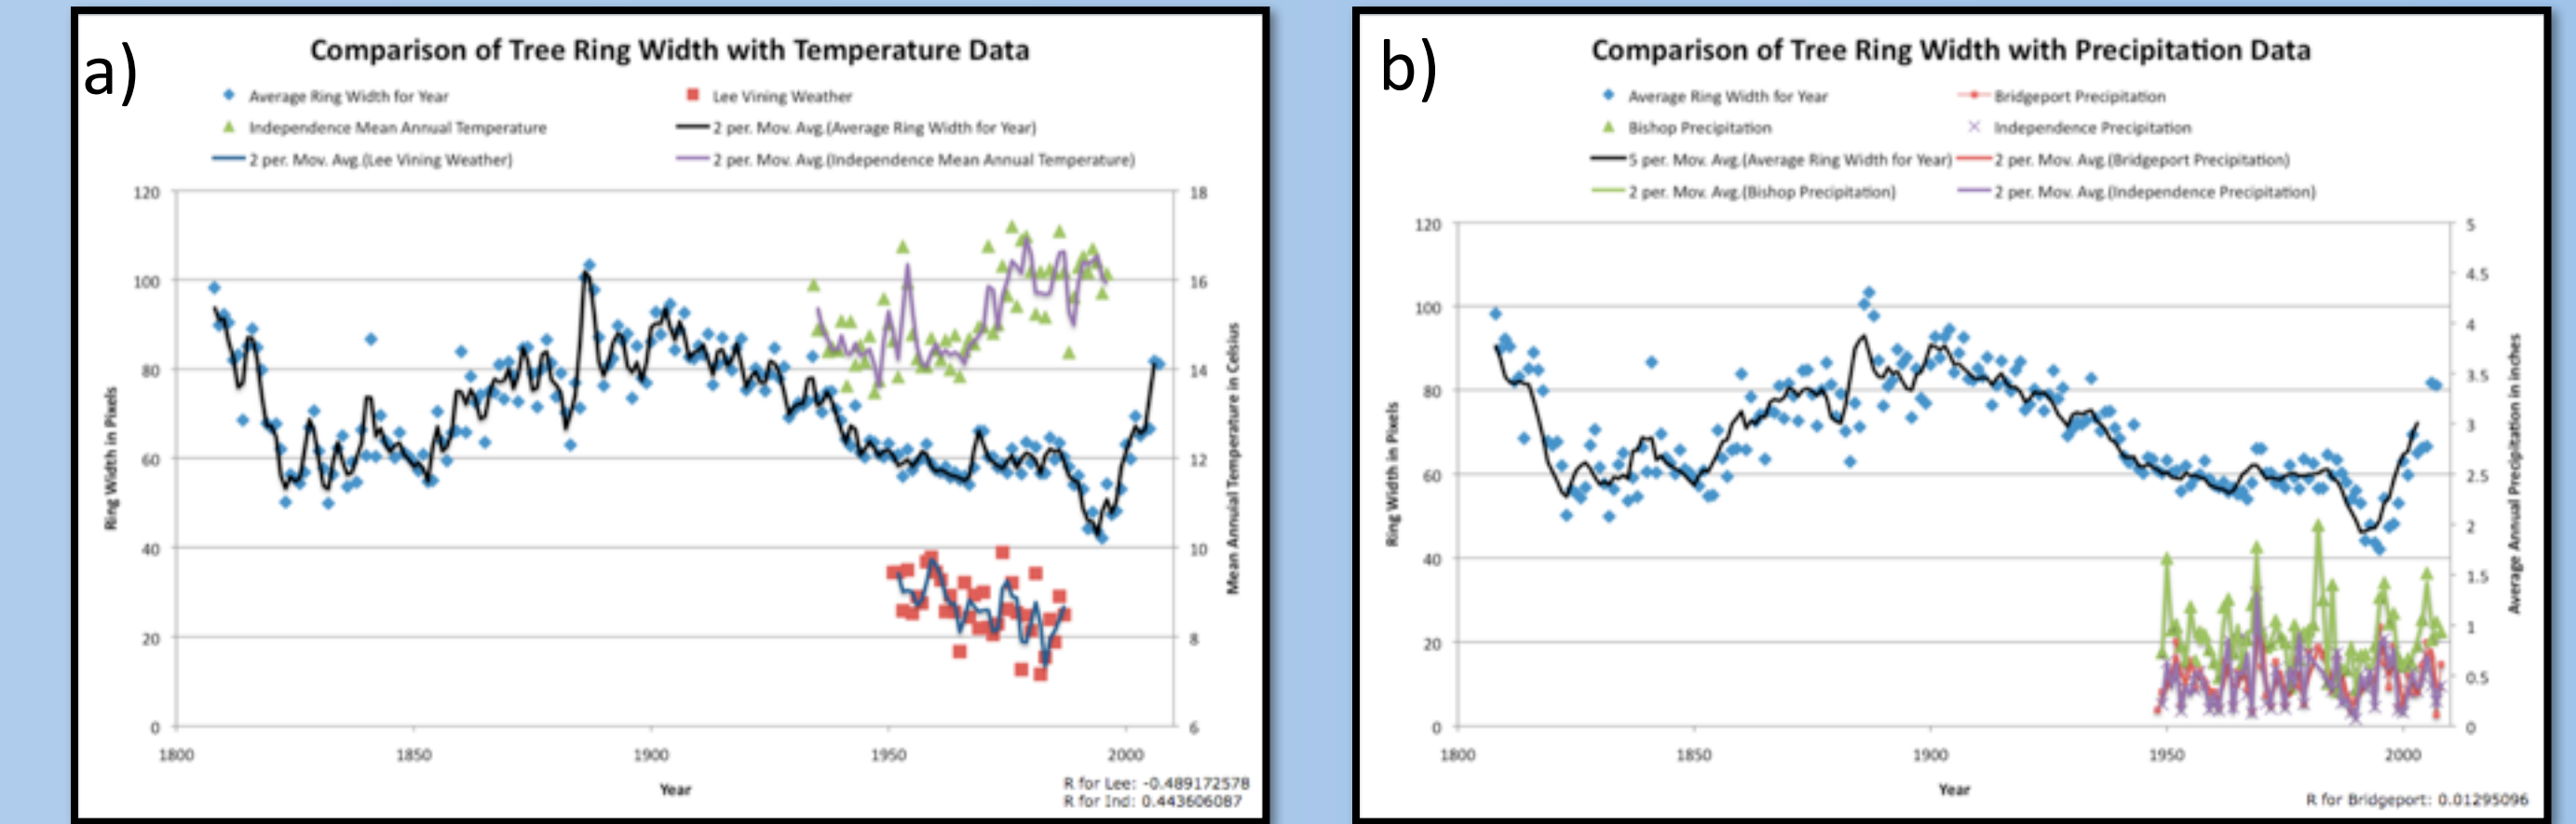 a)
Comparison of Tree Ring Width with Temperature Data
Average Ring Width for Year
Lee Vining Weather
Independence Mean Annual Temperature
2 per. Mov. Avg.(Average Ring Width for Year)
2 per. Mov. Avg.(Lee Vining Weather)
2 per. Mov. Avg.(Independence Mean Annual Temperature)
120
100
80
60
40
20
0
Ring Width in Pixels
18
16
14
12
10
8
6
Mean Annuial Temperature in Celsius
1800 1850 1900 1950 2000
Year
R for Lee: -0.489172578
R for Ind: 0.443606087
b)
Comparison of Tree Ring Width with Precipitation Data
Average Ring Width for Year
Bridgeport Precipitation
Bishop Precipitation
Independence Precipitation
5 per. Mov. Avg.(Average Ring Width for Year)
2 per. Mov. Avg.(Bridgeport Precipitation)
2 per. Mov. Avg.(Bishop Precipitation)
2 per. Mov. Avg.(Independence Precipitation)
120
100
80
60
40
20
0
Ring Width in Pixels
5
4.5
4
3.5
3
2.5
2
1.5
1
0.5
0
Average Annual Precipitation in inches
1800 1850 1900 1950 2000
Year
R for Bridgeport: 0.01295096